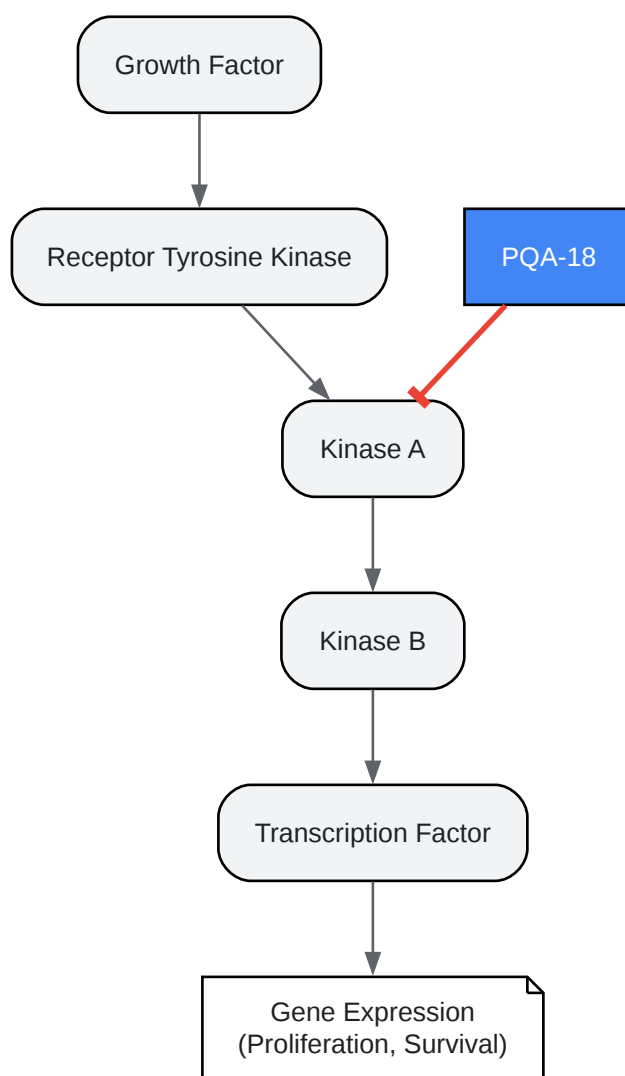 Growth Factor
Receptor Tyrosine Kinase
PQA-18
Kinase A
Kinase B
Transcription Factor
Gene Expression
(Proliferation, Survival)